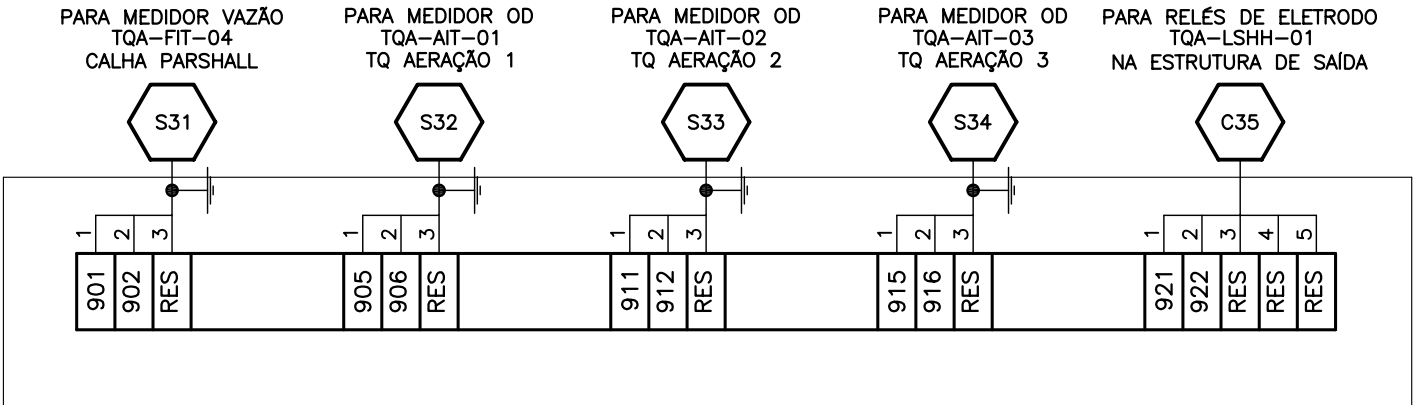 PARA MEDIDOR VAZÃO
TQA-FIT-04
CALHA PARSHALL
PARA MEDIDOR OD
TQA-AIT-01
TQ AERAÇÃO 1
PARA MEDIDOR OD
TQA-AIT-02
TQ AERAÇÃO 2
PARA MEDIDOR OD
TQA-AIT-03
TQ AERAÇÃO 3
PARA RELÉS DE ELETRODO
TQA-LSHH-01
NA ESTRUTURA DE SAÍDA
S31
S32
S33
S34
C35
1 2 3
1 2 3
1 2 3
1 2 3
1 2 3 4 5
901 902 RES
905 906 RES
911 912 RES
915 916 RES
921 922 RES RES RES